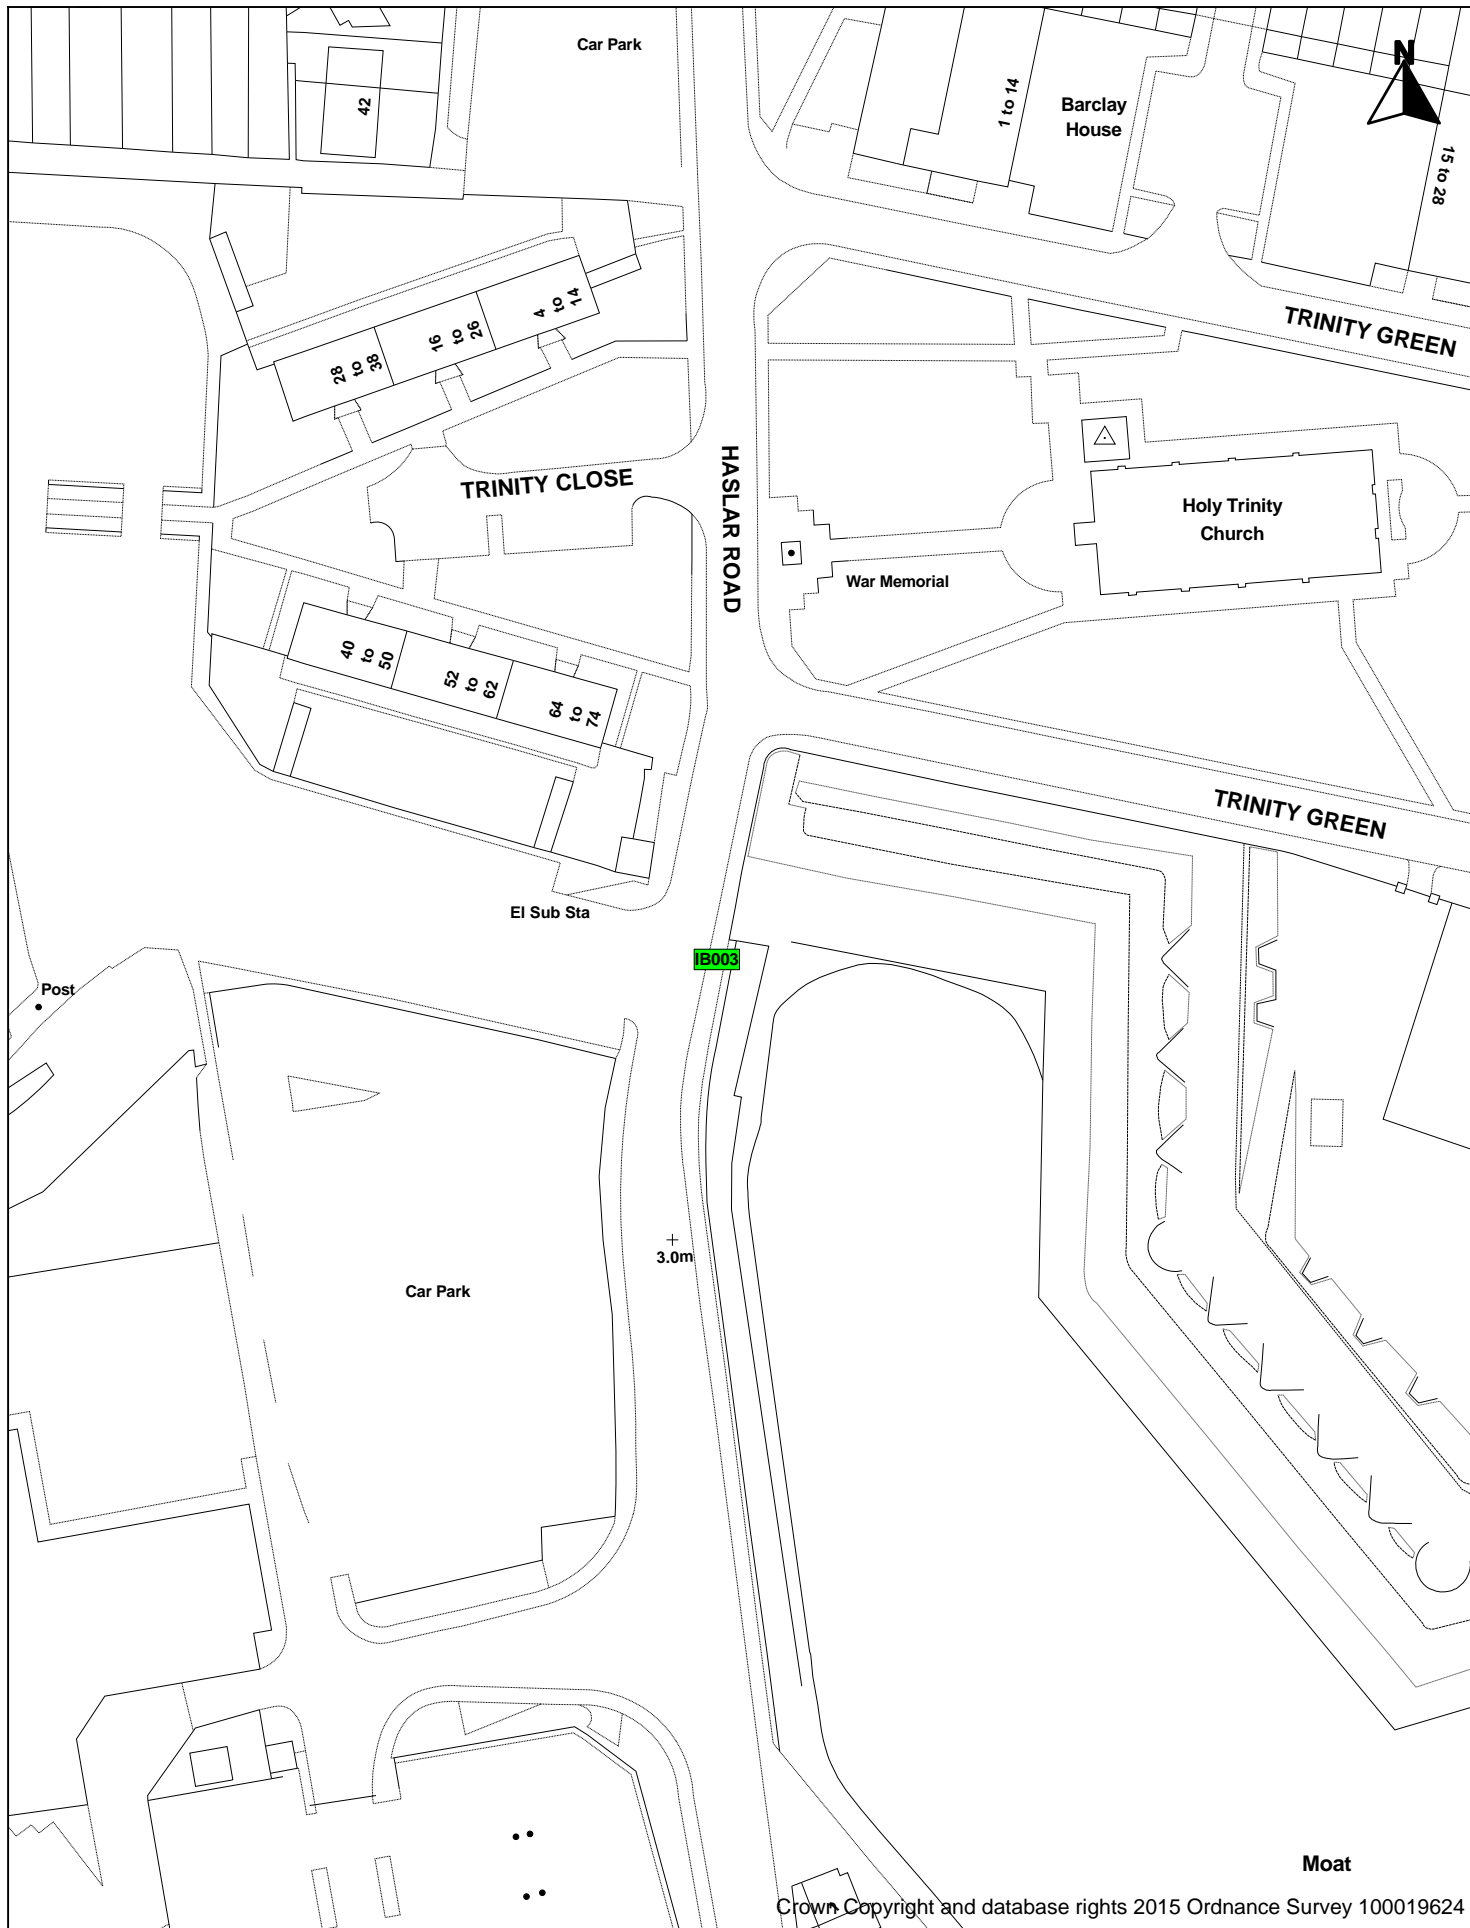 Car Park
N
42
1 to 14
Barclay
House
15 to 28
TRINITY GREEN
4
to
14
16
to
26
28
to
38
TRINITY CLOSE
HASLAR ROAD
Holy Trinity
Church
War Memorial
40
to
50
52
to
62
64
to
74
TRINITY GREEN
El Sub Sta
IB003
Post
3.0m
Car Park
Moat
Crown Copyright and database rights 2015 Ordnance Survey 100019624